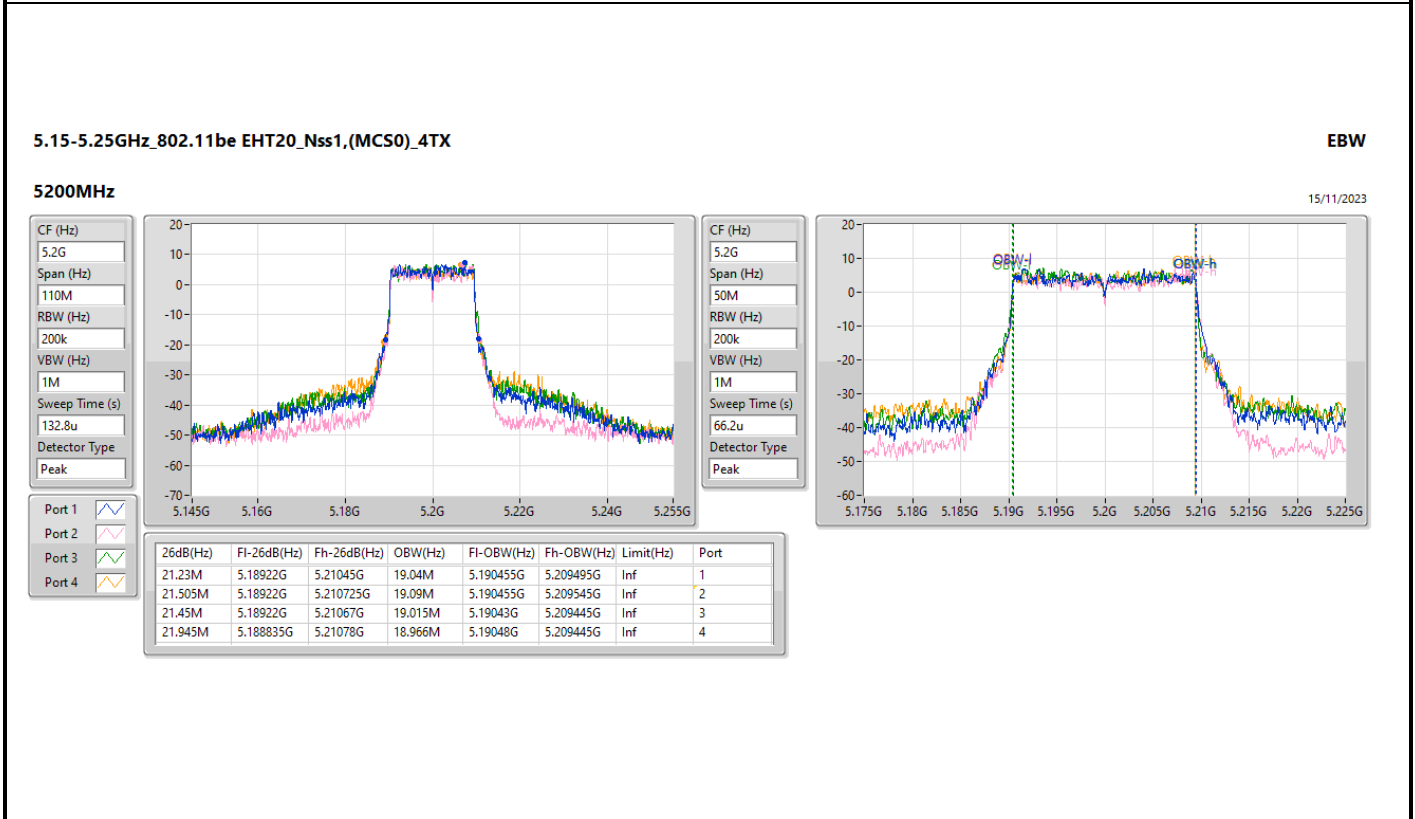 5.15-5.25GHz_802.11be EHT20_Nss1,(MCS0)_4TX
EBW
5200MHz
15/11/2023
CF (Hz)
5.2G
Span (Hz)
110M
RBW (Hz)
200k
VBW (Hz)
1M
Sweep Time (s)
132.8u
Detector Type
Peak
20
10
0
-10
-20
-30
-40
-50
-60
-70
5.145G 5.16G 5.18G 5.2G 5.22G 5.24G 5.255G
CF (Hz)
5.2G
Span (Hz)
50M
RBW (Hz)
200k
VBW (Hz)
1M
Sweep Time (s)
66.2u
Detector Type
Peak
20
10
0
-10
-20
-30
-40
-50
-60
OBW-l
OBW-h
5.175G 5.18G 5.185G 5.19G 5.195G 5.2G 5.205G 5.21G 5.215G 5.22G 5.225G
Port 1
Port 2
Port 3
Port 4
26dB(Hz) Fl-26dB(Hz) Fh-26dB(Hz) OBW(Hz) Fl-OBW(Hz) Fh-OBW(Hz) Limit(Hz) Port
21.23M 5.18922G 5.21045G 19.04M 5.190455G 5.209495G Inf 1
21.505M 5.18922G 5.210725G 19.09M 5.190455G 5.209545G Inf 2
21.45M 5.18922G 5.21067G 19.015M 5.19043G 5.209445G Inf 3
21.945M 5.188835G 5.21078G 18.966M 5.19048G 5.209445G Inf 4